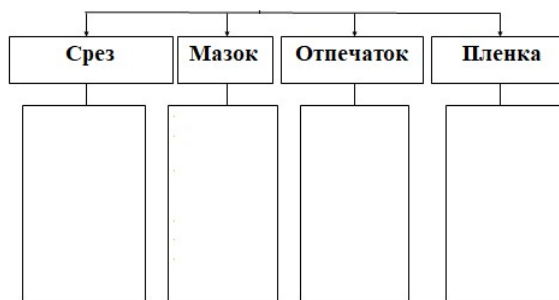 Срез
Мазок
Отпечаток
Пленка